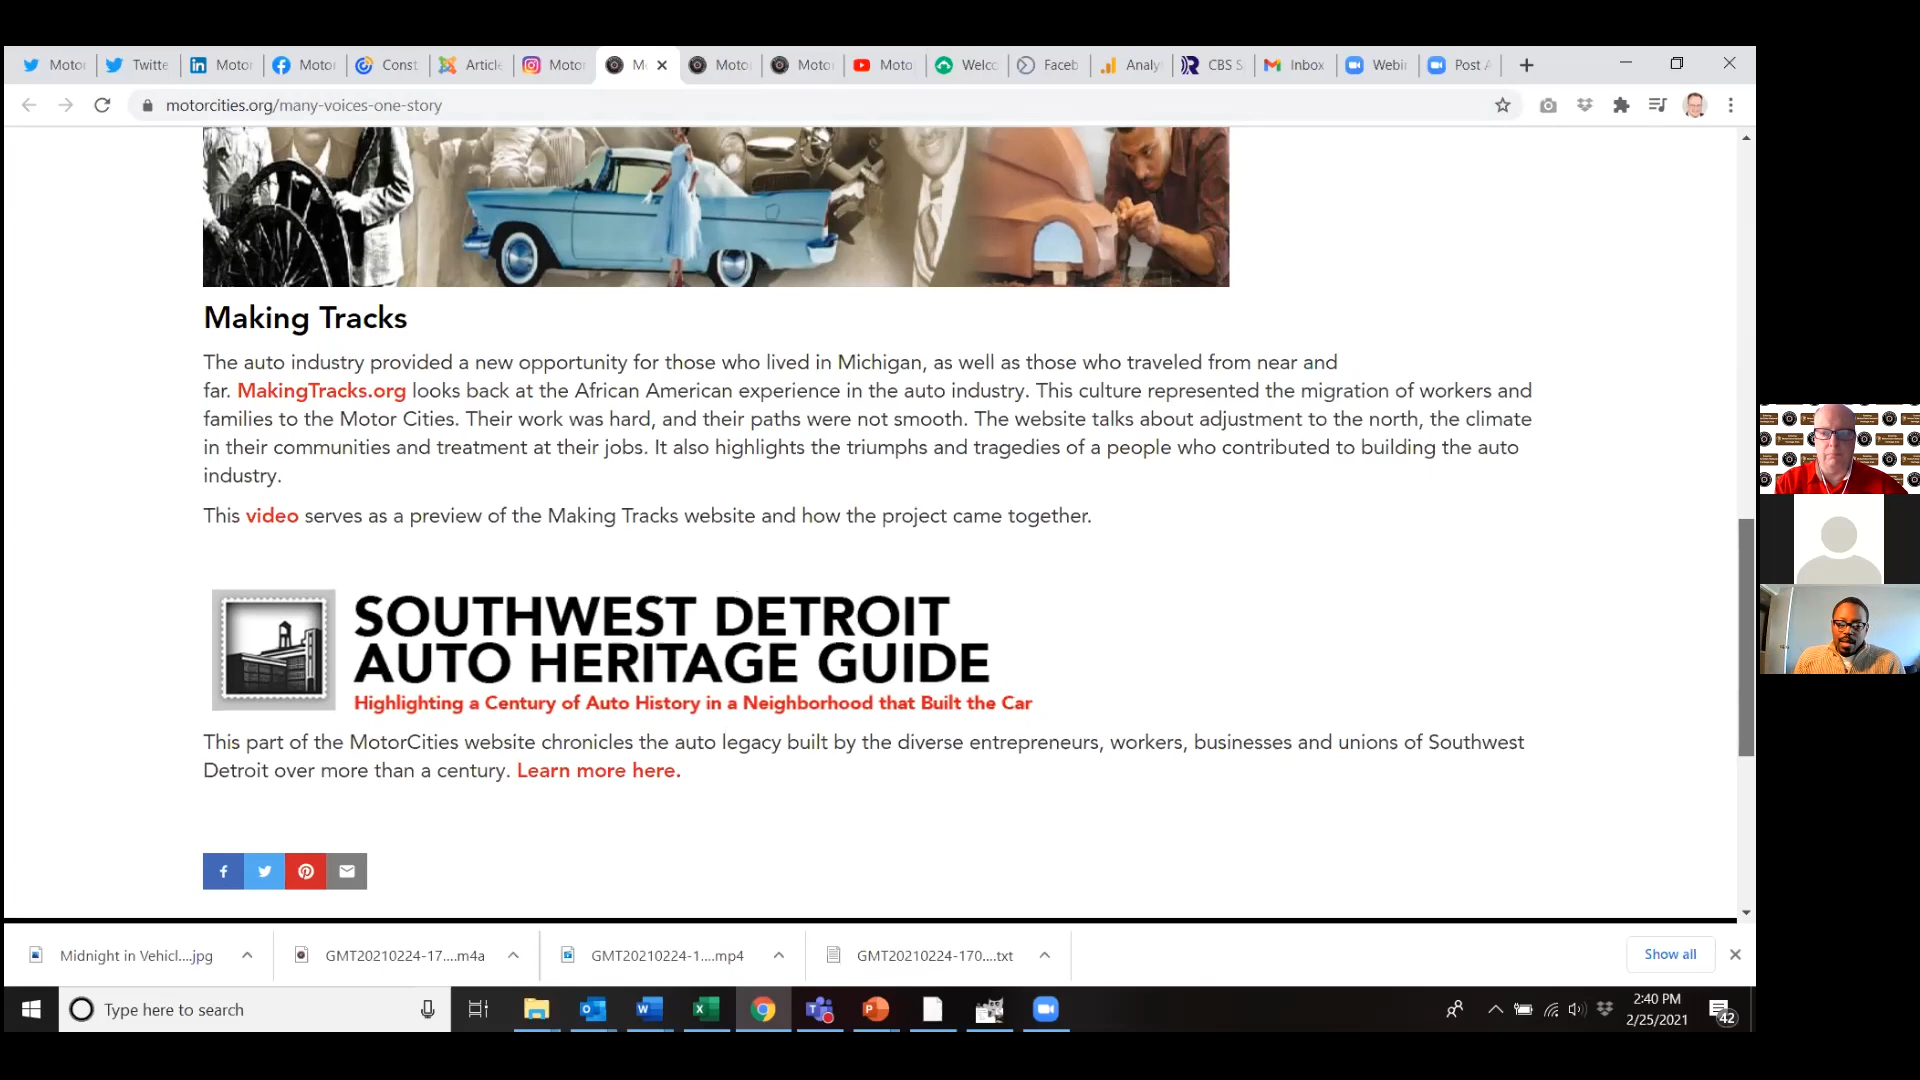 Motor
Twitte
Motor
Motor
Const
Article
Motor
Mo
Motor
Motor
Moto
Welco
Faceb
Analy
CBS S
Inbox
Webir
Post A
motorcities.org/many-voices-one-story
Making Tracks
The auto industry provided a new opportunity for those who lived in Michigan, as well as those who traveled from near and
far. MakingTracks.org looks back at the African American experience in the auto industry. This culture represented the migration of workers and
families to the Motor Cities. Their work was hard, and their paths were not smooth. The website talks about adjustment to the north, the climate
in their communities and treatment at their jobs. It also highlights the triumphs and tragedies of a people who contributed to building the auto
industry.
This video serves as a preview of the Making Tracks website and how the project came together.
SOUTHWEST DETROIT
AUTO HERITAGE GUIDE
Highlighting a Century of Auto History in a Neighborhood that Built the Car
This part of the MotorCities website chronicles the auto legacy built by the diverse entrepreneurs, workers, businesses and unions of Southwest
Detroit over more than a century. Learn more here.
Midnight in Vehicl....jpg
GMT20210224-17....m4a
GMT20210224-1....mp4
GMT20210224-170....txt
Show all
Type here to search
2:40 PM
2/25/2021
42